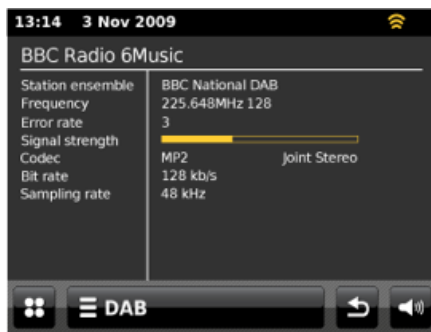 13:14 3 Nov 2009
BBC Radio 6Music
Station ensemble BBC National DAB
Frequency 225.648MHz 128
Error rate 3
Signal strength
Codec MP2 Joint Stereo
Bit rate 128 kb/s
Sampling rate 48 kHz
DAB